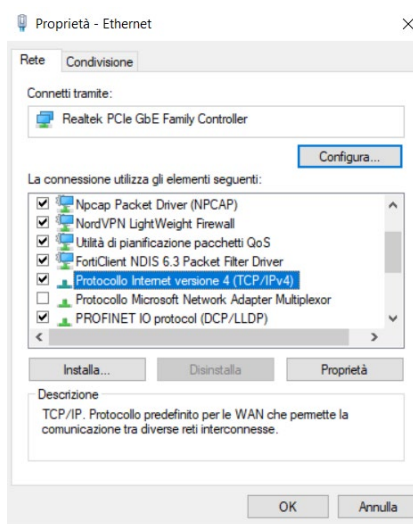 Proprietà - Ethernet
Rete Condivisione
Connetti tramite:
Realtek PCIe GbE Family Controller
Configura...
La connessione utilizza gli elementi seguenti:
Npcap Packet Driver (NPCAP)
NordVPN LightWeight Firewall
Utilità di pianificazione pacchetti QoS
FortiClient NDIS 6.3 Packet Filter Driver
Protocollo Internet versione 4 (TCP/IPv4)
Protocollo Microsoft Network Adapter Multiplexor
PROFINET IO protocol (DCP/LLDP)
Installa... Disinstalla Proprietà
Descrizione
TCP/IP. Protocollo predefinito per le WAN che permette la
comunicazione tra diverse reti interconnesse.
OK Annulla